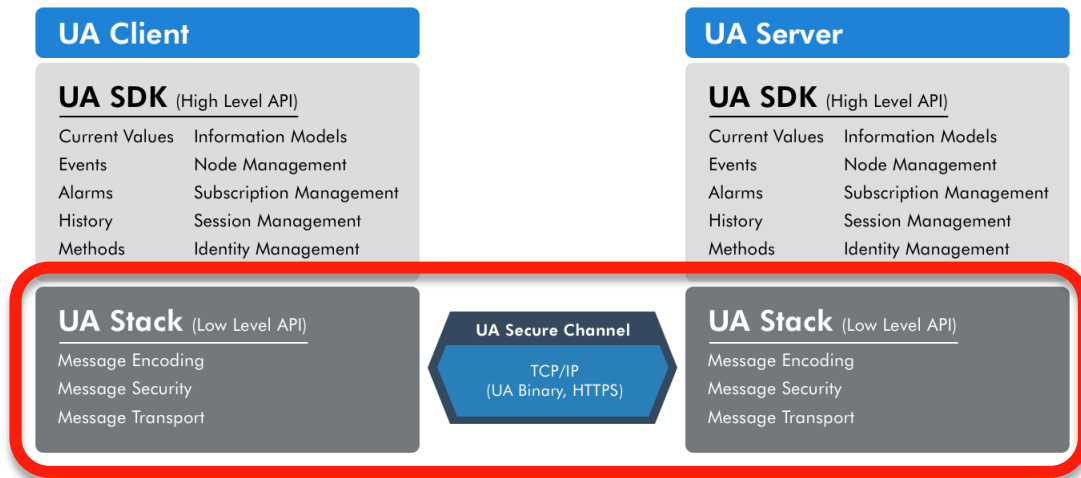 UA Client
UA SDK (High Level API)
Current Values Information Models
Events Node Management
Alarms Subscription Management
History Session Management
Methods Identity Management
UA Stack (Low Level API)
Message Encoding
Message Security
Message Transport
UA Secure Channel
TCP/IP
(UA Binary, HTTPS)
UA Server
UA SDK (High Level API)
Current Values Information Models
Events Node Management
Alarms Subscription Management
History Session Management
Methods Identity Management
UA Stack (Low Level API)
Message Encoding
Message Security
Message Transport